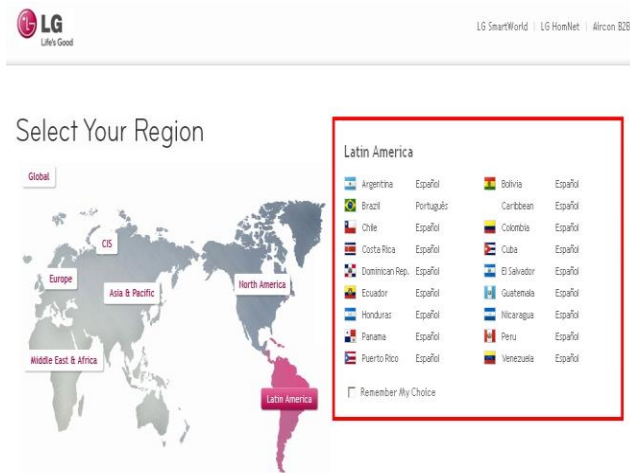 LG
Life's Good
LG SmartWorld | LG HomNet | Aircon B2B
Select Your Region
Global
CIS
Europe
Asia & Pacific
North America
Middle East & Africa
Latin America
Latin America
Argentina Español Bolivia Español
Brazil Português Caribbean Español
Chile Español Colombia Español
Costa Rica Español Cuba Español
Dominican Rep. Español El Salvador Español
Ecuador Español Guatemala Español
Honduras Español Nicaragua Español
Panama Español Peru Español
Puerto Rico Español Venezuela Español
Remember My Choice